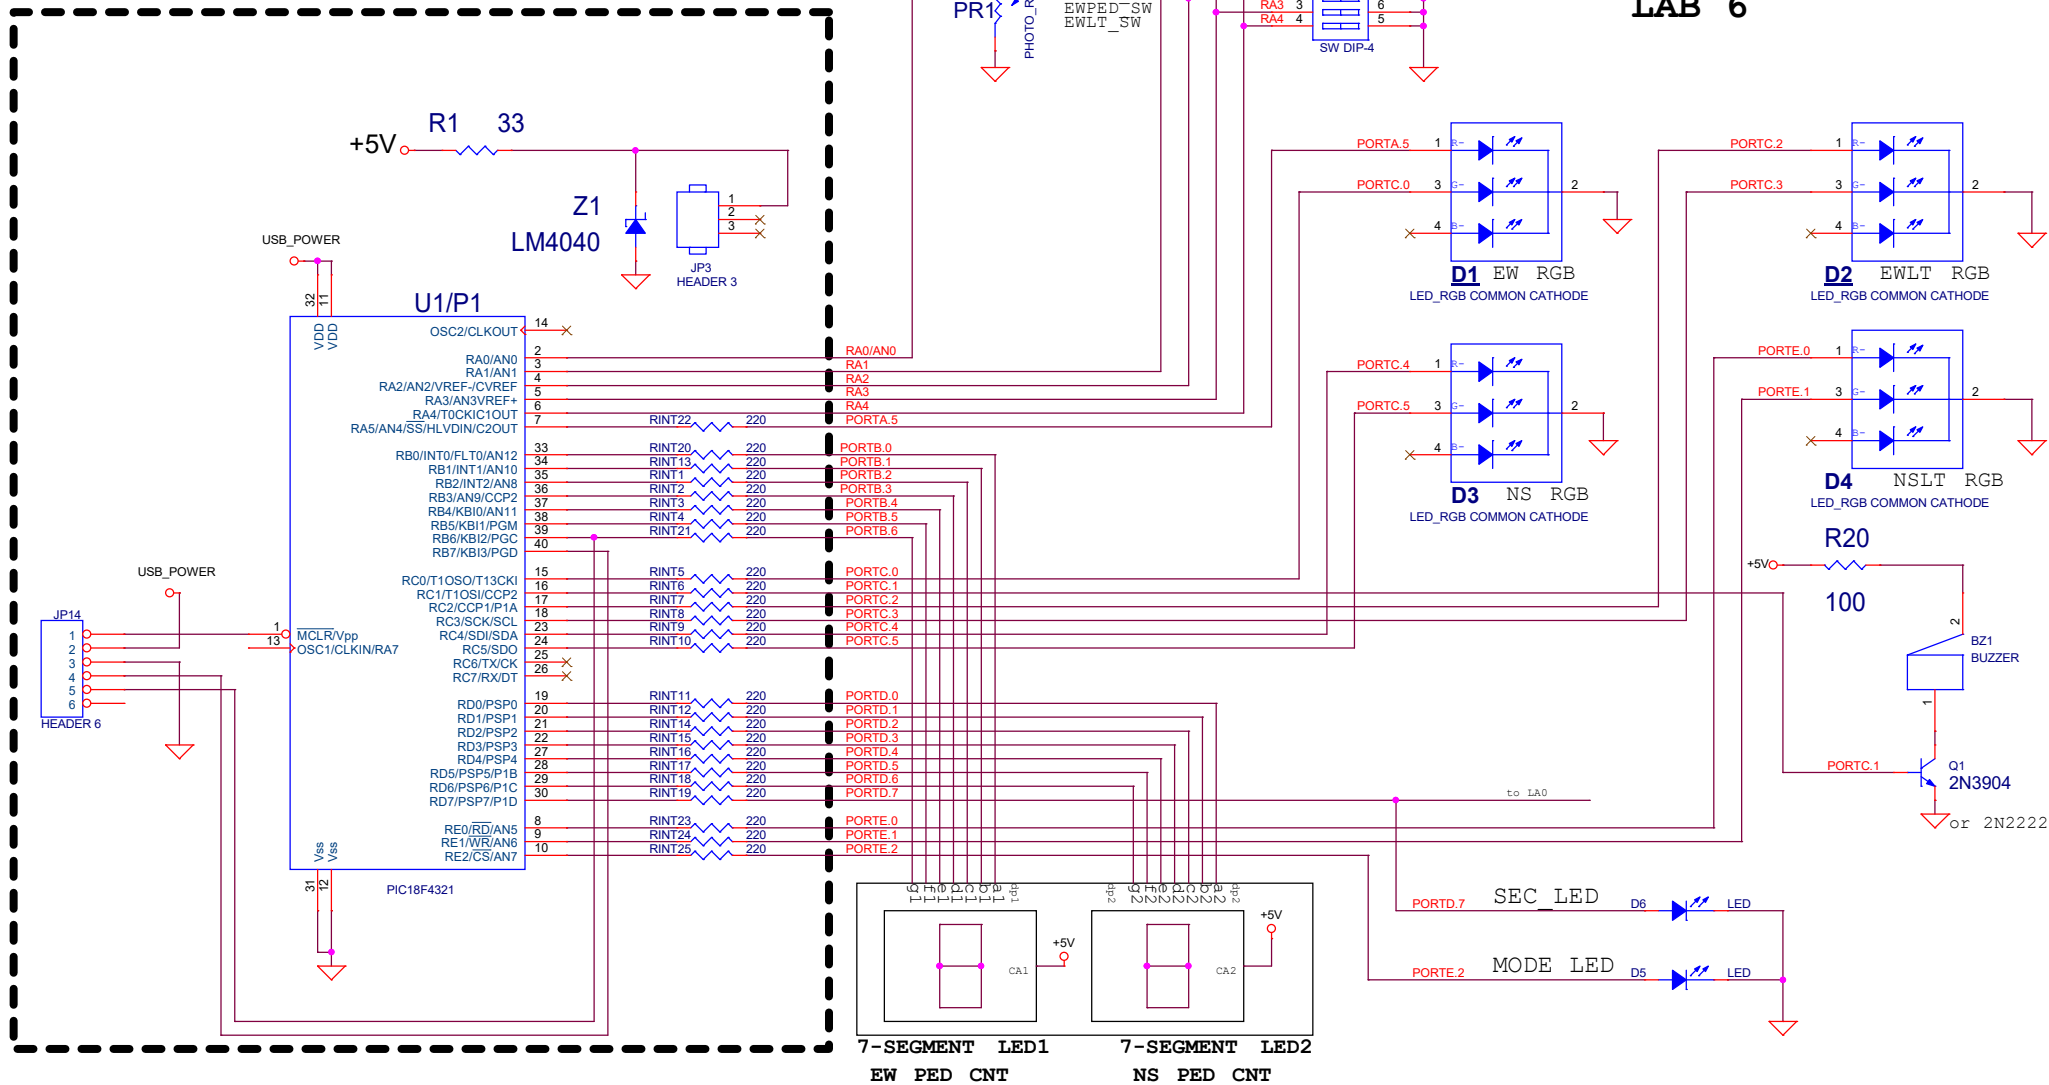 LAB 6
PR1
PHOTO_R
EWPED_SW
EWLT_SW
RA3 3 6
RA4 4 5
SW DIP-4
+5V
R1 33
Z1
LM4040
1
2
3
JP3
HEADER 3
USB_POWER
32
11
VDD
VDD
U1/P1
OSC2/CLKOUT 14
RA0/AN0 2 RA0/AN0
RA1/AN1 3 RA1
RA2/AN2/VREF-/CVREF 4 RA2
RA3/AN3VREF+ 5 RA3
RA4/T0CKIC1OUT 6 RA4
RA5/AN4/SS/HLVDIN/C2OUT 7 RINT22 220 PORTA.5
RB0/INT0/FLT0/AN12 33 RINT20 220 PORTB.0
RB1/INT1/AN10 34 RINT13 220 PORTB.1
RB2/INT2/AN8 35 RINT1 220 PORTB.2
RB3/AN9/CCP2 36 RINT2 220 PORTB.3
RB4/KBI0/AN11 37 RINT3 220 PORTB.4
RB5/KBI1/PGM 38 RINT4 220 PORTB.5
RB6/KBI2/PGC 39 RINT21 220 PORTB.6
RB7/KBI3/PGD 40
RC0/T1OSO/T13CKI 15 RINT5 220 PORTC.0
RC1/T1OSI/CCP2 16 RINT6 220 PORTC.1
RC2/CCP1/P1A 17 RINT7 220 PORTC.2
RC3/SCK/SCL 18 RINT8 220 PORTC.3
RC4/SDI/SDA 23 RINT9 220 PORTC.4
RC5/SDO 24 RINT10 220 PORTC.5
RC6/TX/CK 25
RC7/RX/DT 26
RD0/PSP0 19 RINT11 220 PORTD.0
RD1/PSP1 20 RINT12 220 PORTD.1
RD2/PSP2 21 RINT14 220 PORTD.2
RD3/PSP3 22 RINT15 220 PORTD.3
RD4/PSP4 27 RINT16 220 PORTD.4
RD5/PSP5/P1B 28 RINT17 220 PORTD.5
RD6/PSP6/P1C 29 RINT18 220 PORTD.6
RD7/PSP7/P1D 30 RINT19 220 PORTD.7
to LA0
RE0/RD/AN5 8 RINT23 220 PORTE.0
RE1/WR/AN6 9 RINT24 220 PORTE.1
RE2/CS/AN7 10 RINT25 220 PORTE.2
1 MCLR/Vpp
13 OSC1/CLKIN/RA7
Vss
Vss
31
12
PIC18F4321
USB_POWER
JP14
1
2
3
4
5
6
HEADER 6
PORTA.5 1 R-
PORTC.0 3 G- 2
4 B-
D1 EW RGB
LED_RGB COMMON CATHODE
PORTC.2 1 R-
PORTC.3 3 G- 2
4 B-
D2 EWLT RGB
LED_RGB COMMON CATHODE
PORTC.4 1 R-
PORTC.5 3 G- 2
4 B-
D3 NS RGB
LED_RGB COMMON CATHODE
PORTE.0 1 R-
PORTE.1 3 G- 2
4 B-
D4 NSLT RGB
LED_RGB COMMON CATHODE
R20
+5V
100
2
BZ1
BUZZER
1
PORTC.1
Q1
2N3904
or 2N2222
g1 f1 e1 d1 c1 b1 a1 dp1
dp2 g2 f2 e2 d2 c2 b2 a2 dp2
+5V
CA1
+5V
CA2
7-SEGMENT LED1
EW PED CNT
7-SEGMENT LED2
NS PED CNT
PORTD.7 SEC_LED D6 LED
PORTE.2 MODE LED D5 LED